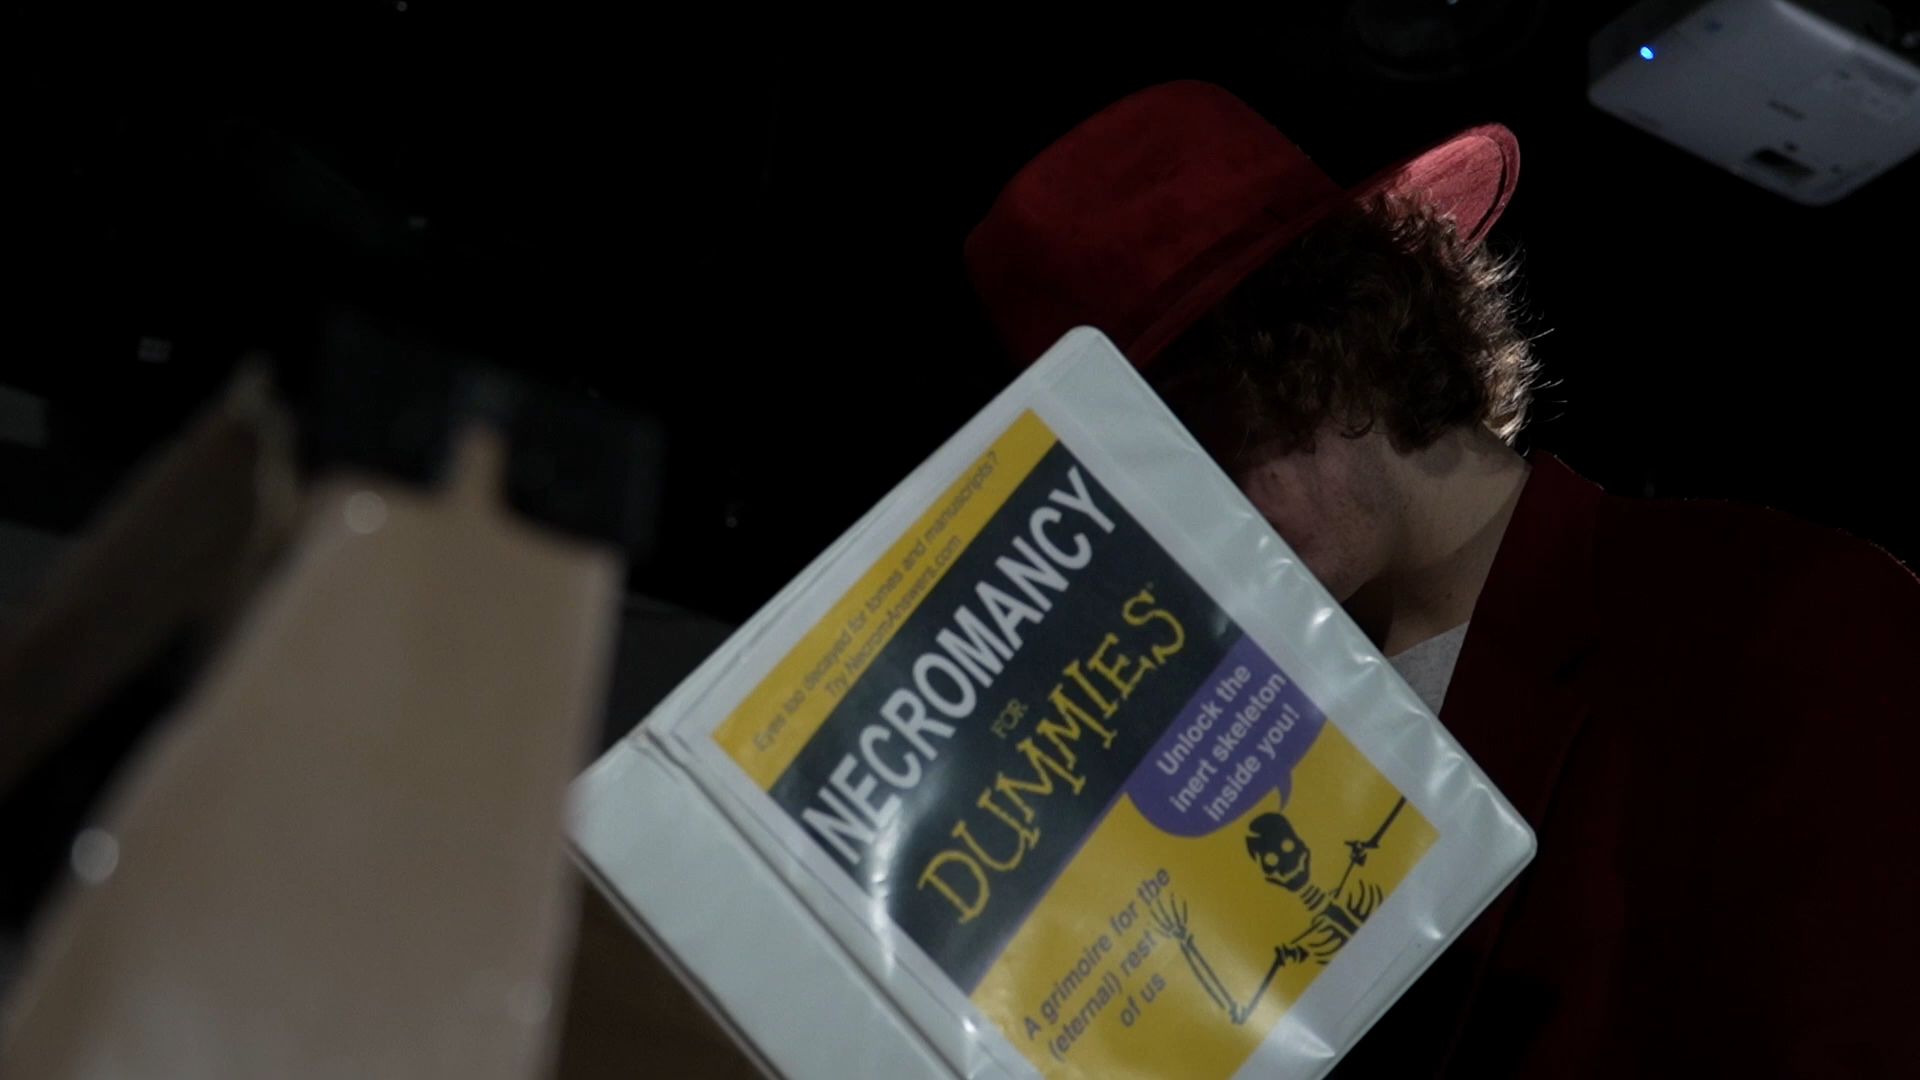 Eyes too decayed for tomes and manuscripts?
Try NecromAnswers.com
NECROMANCY
FOR
DUMMIES
Unlock the
inert skeleton
inside you!
A grimoire for the
(eternal) rest
of us